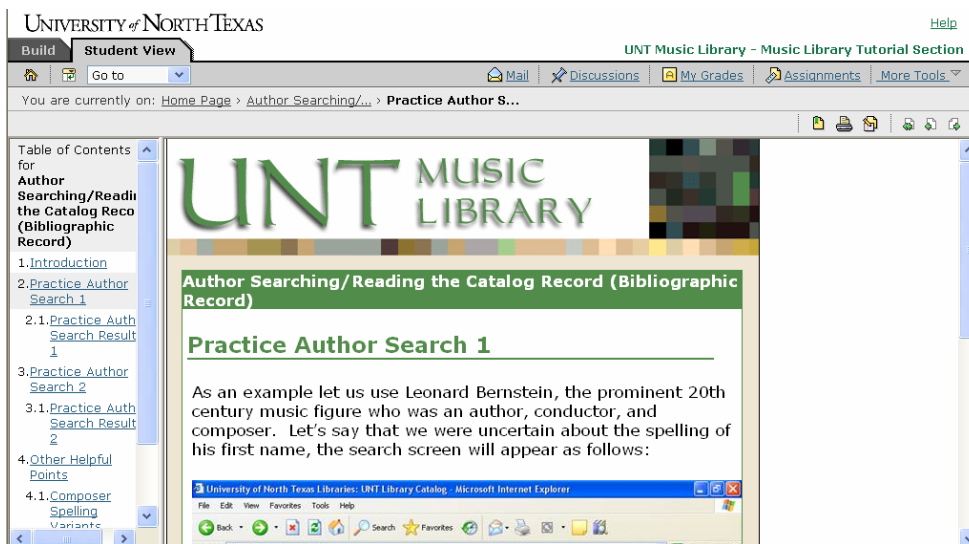 UNIVERSITY of NORTH TEXAS
Help
Build Student View
UNT Music Library - Music Library Tutorial Section
Go to
Mail Discussions My Grades Assignments More Tools
You are currently on: Home Page > Author Searching/... > Practice Author S...
Table of Contents
for
Author
Searching/Readin
the Catalog Reco
(Bibliographic
Record)
1.Introduction
2.Practice Author
Search 1
2.1.Practice Auth
Search Result
1
3.Practice Author
Search 2
3.1.Practice Auth
Search Result
2
4.Other Helpful
Points
4.1.Composer
Spelling
Variants
UNT MUSIC
LIBRARY
Author Searching/Reading the Catalog Record (Bibliographic
Record)
Practice Author Search 1
As an example let us use Leonard Bernstein, the prominent 20th
century music figure who was an author, conductor, and
composer.  Let's say that we were uncertain about the spelling of
his first name, the search screen will appear as follows:
University of North Texas Libraries: UNT Library Catalog - Microsoft Internet Explorer
File Edit View Favorites Tools Help
Back Search Favorites